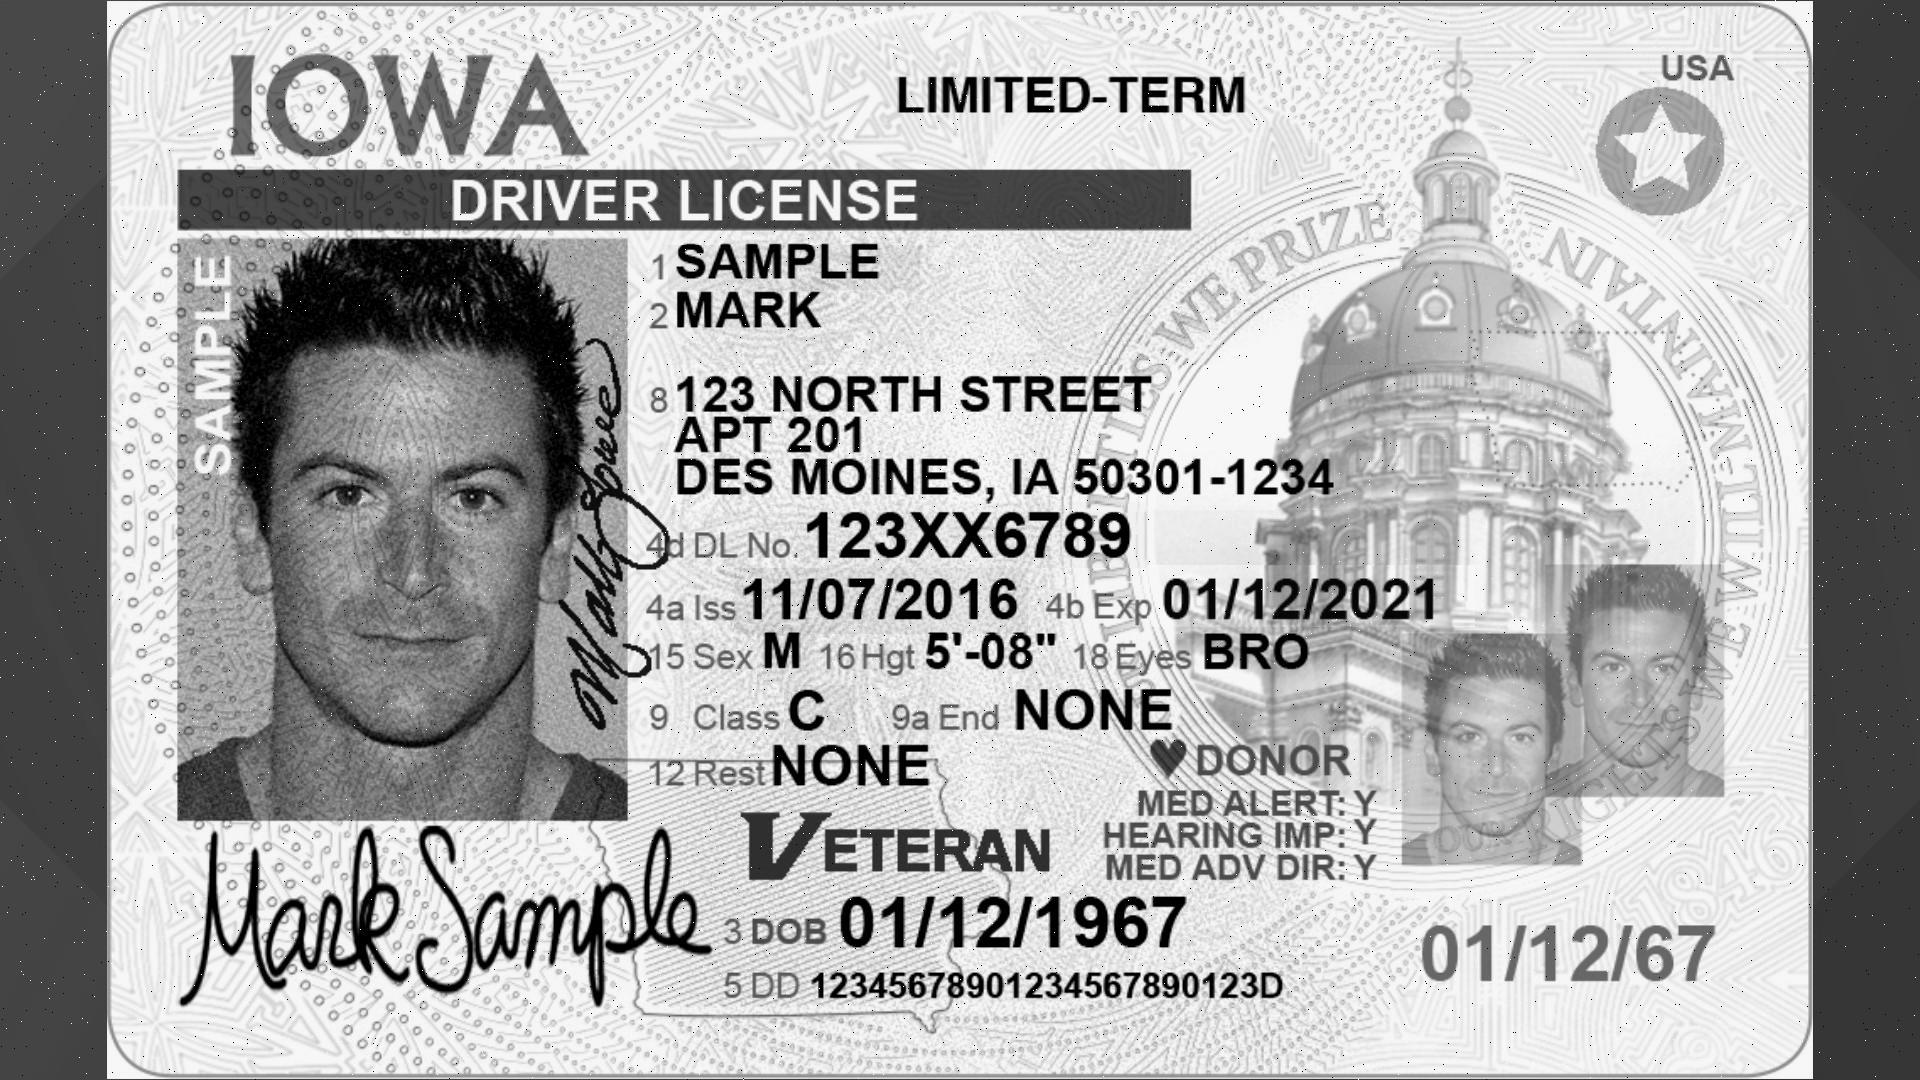 IOWA
LIMITED-TERM
USA
DRIVER LICENSE
SAMPLE
1 SAMPLE
2 MARK
8 123 NORTH STREET
APT 201
DES MOINES, IA 50301-1234
4d DL No. 123XX6789
4a Iss 11/07/2016 4b Exp 01/12/2021
15 Sex M 16 Hgt 5'-08" 18 Eyes BRO
9 Class C 9a End NONE
12 Rest NONE
♥ DONOR
MED ALERT: Y
HEARING IMP: Y
MED ADV DIR: Y
VETERAN
Mark Sample
3 DOB 01/12/1967
01/12/67
5 DD 12345678901234567890123D
LIBERTIES WE PRIZE
RIGHTS WE WILL MAINTAIN
1846